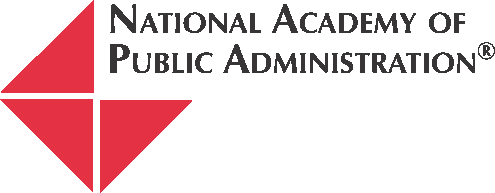 NATIONAL ACADEMY OF
PUBLIC ADMINISTRATION®